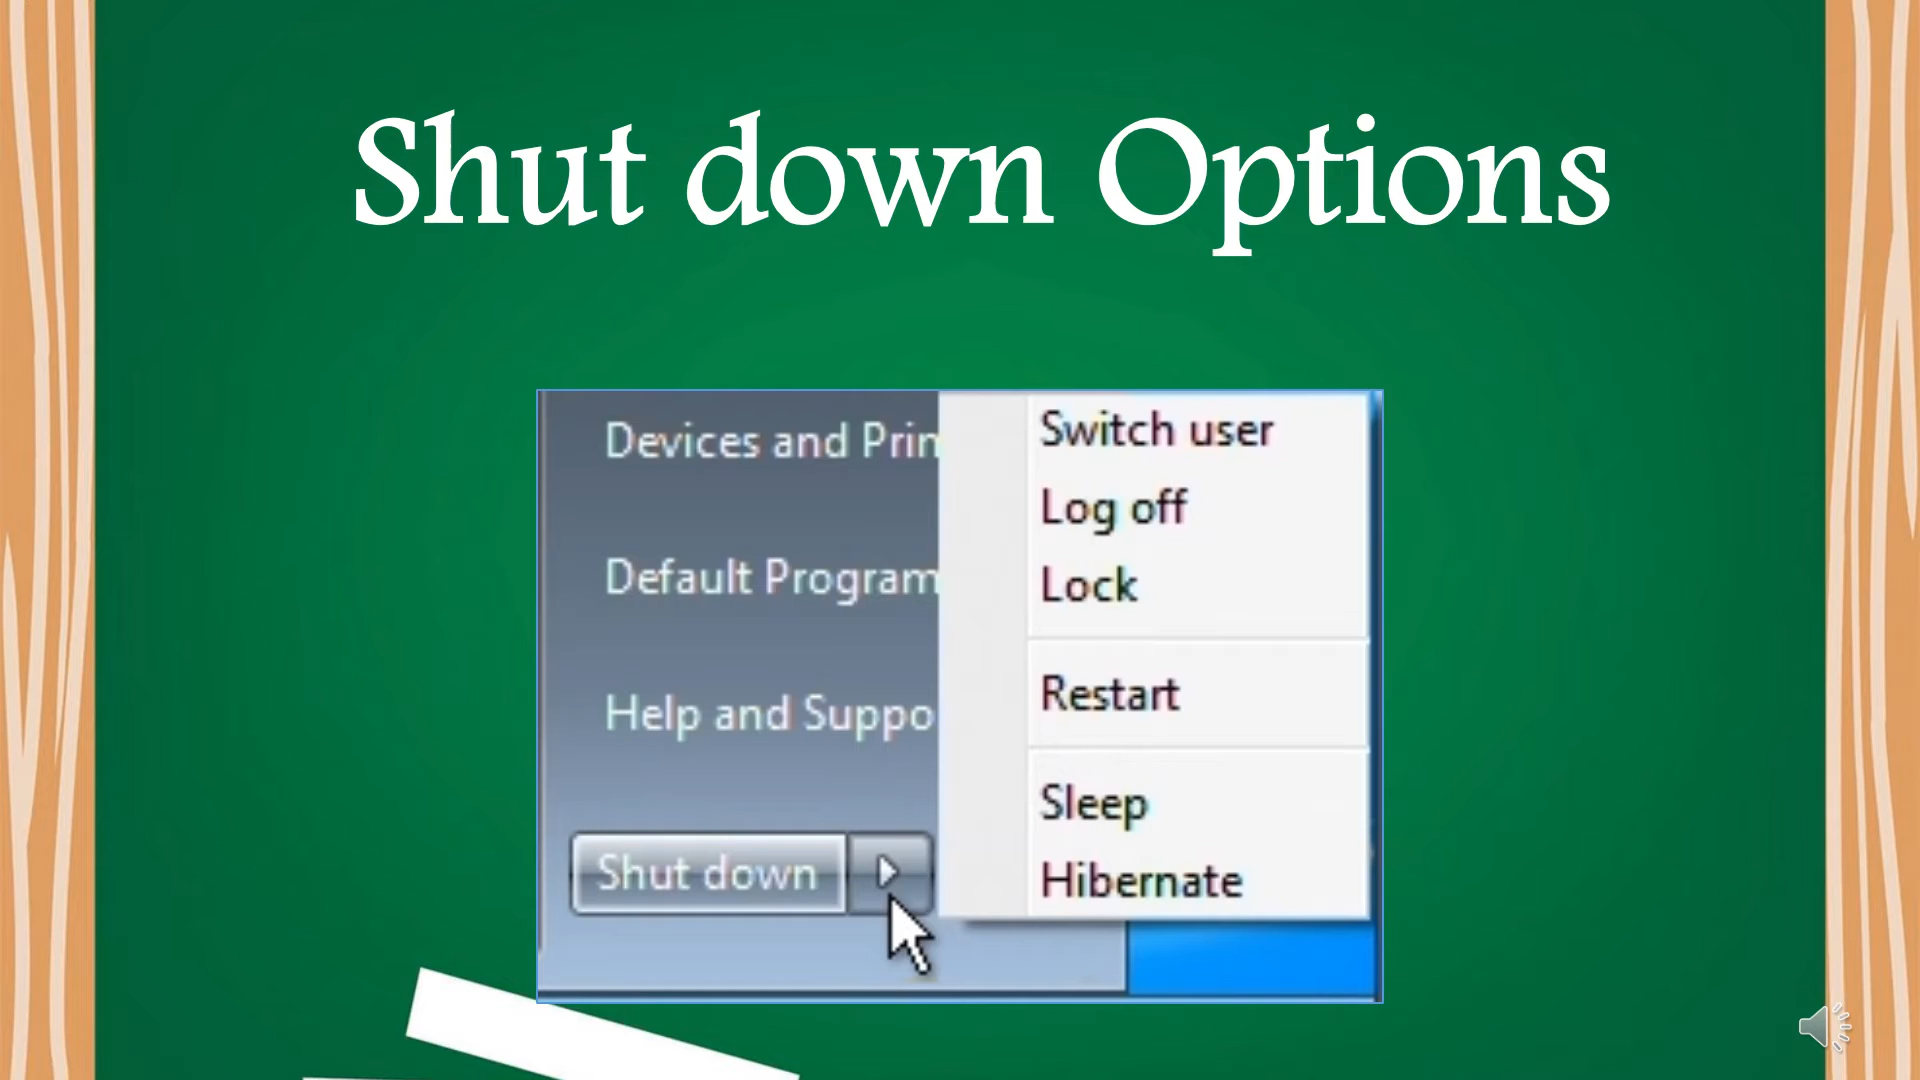 Shut down Options
Devices and Prin
Default Program
Help and Suppo
Shut down
Switch user
Log off
Lock
Restart
Sleep
Hibernate